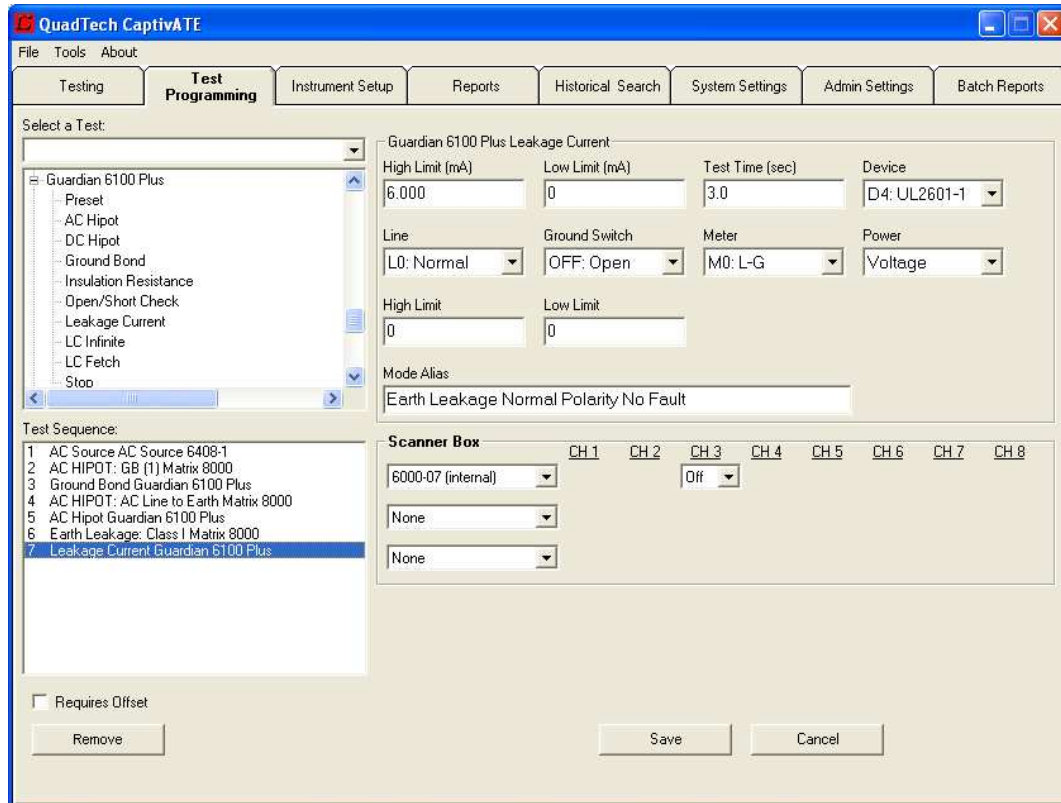 QuadTech CaptivATE
File Tools About
Testing
Test Programming
Instrument Setup
Reports
Historical Search
System Settings
Admin Settings
Batch Reports
Select a Test:
Guardian 6100 Plus
Preset
AC Hipot
DC Hipot
Ground Bond
Insulation Resistance
Open/Short Check
Leakage Current
LC Infinite
LC Fetch
Stop
Test Sequence:
1 AC Source AC Source 6408-1
2 AC HIPOT: GB (1) Matrix 8000
3 Ground Bond Guardian 6100 Plus
4 AC HIPOT: AC Line to Earth Matrix 8000
5 AC Hipot Guardian 6100 Plus
6 Earth Leakage: Class I Matrix 8000
7 Leakage Current Guardian 6100 Plus
Requires Offset
Remove
Guardian 6100 Plus Leakage Current
High Limit (mA) Low Limit (mA) Test Time (sec) Device
6.000 0 3.0 D4: UL2601-1
Line Ground Switch Meter Power
L0: Normal OFF: Open M0: L-G Voltage
High Limit Low Limit
0 0
Mode Alias
Earth Leakage Normal Polarity No Fault
Scanner Box CH 1 CH 2 CH 3 CH 4 CH 5 CH 6 CH 7 CH 8
6000-07 (internal) Off
None
None
Save Cancel